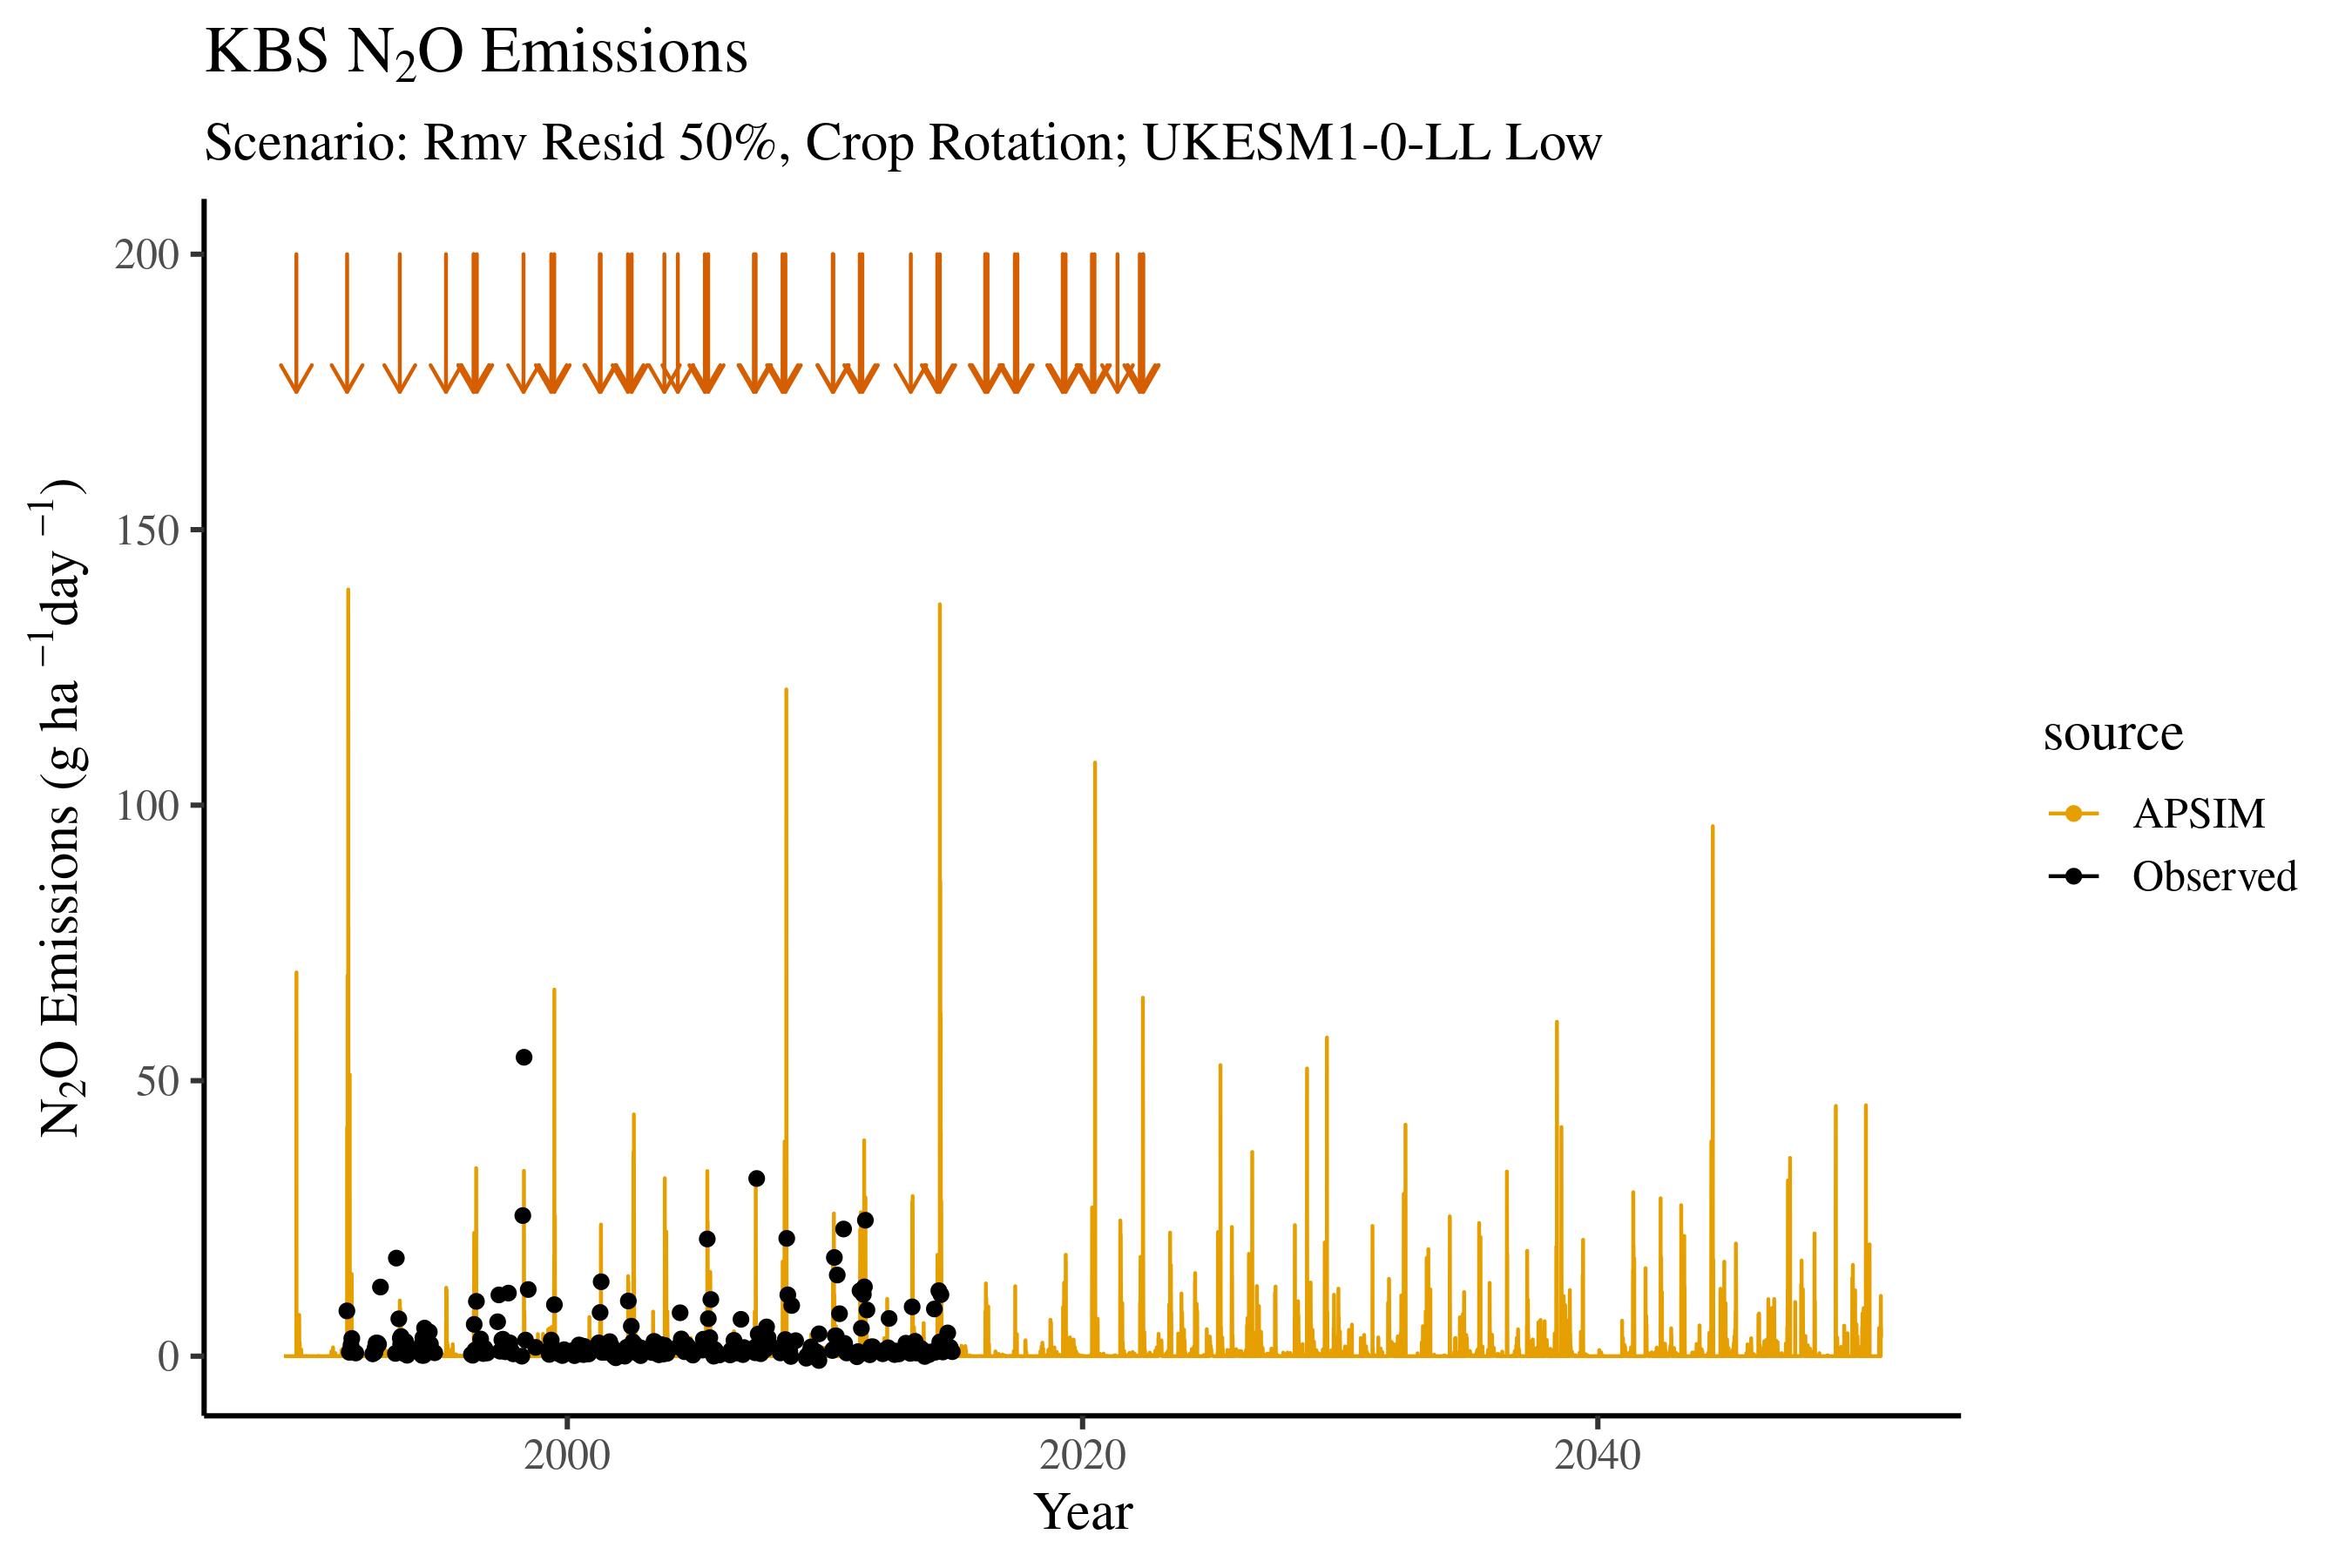 KBS N₂O Emissions
Scenario: Rmv Resid 50%, Crop Rotation; UKESM1-0-LL Low
N₂O Emissions (g ha ⁻¹day ⁻¹)
200
150
100
50
0
2000 2020 2040
Year
source
APSIM
Observed